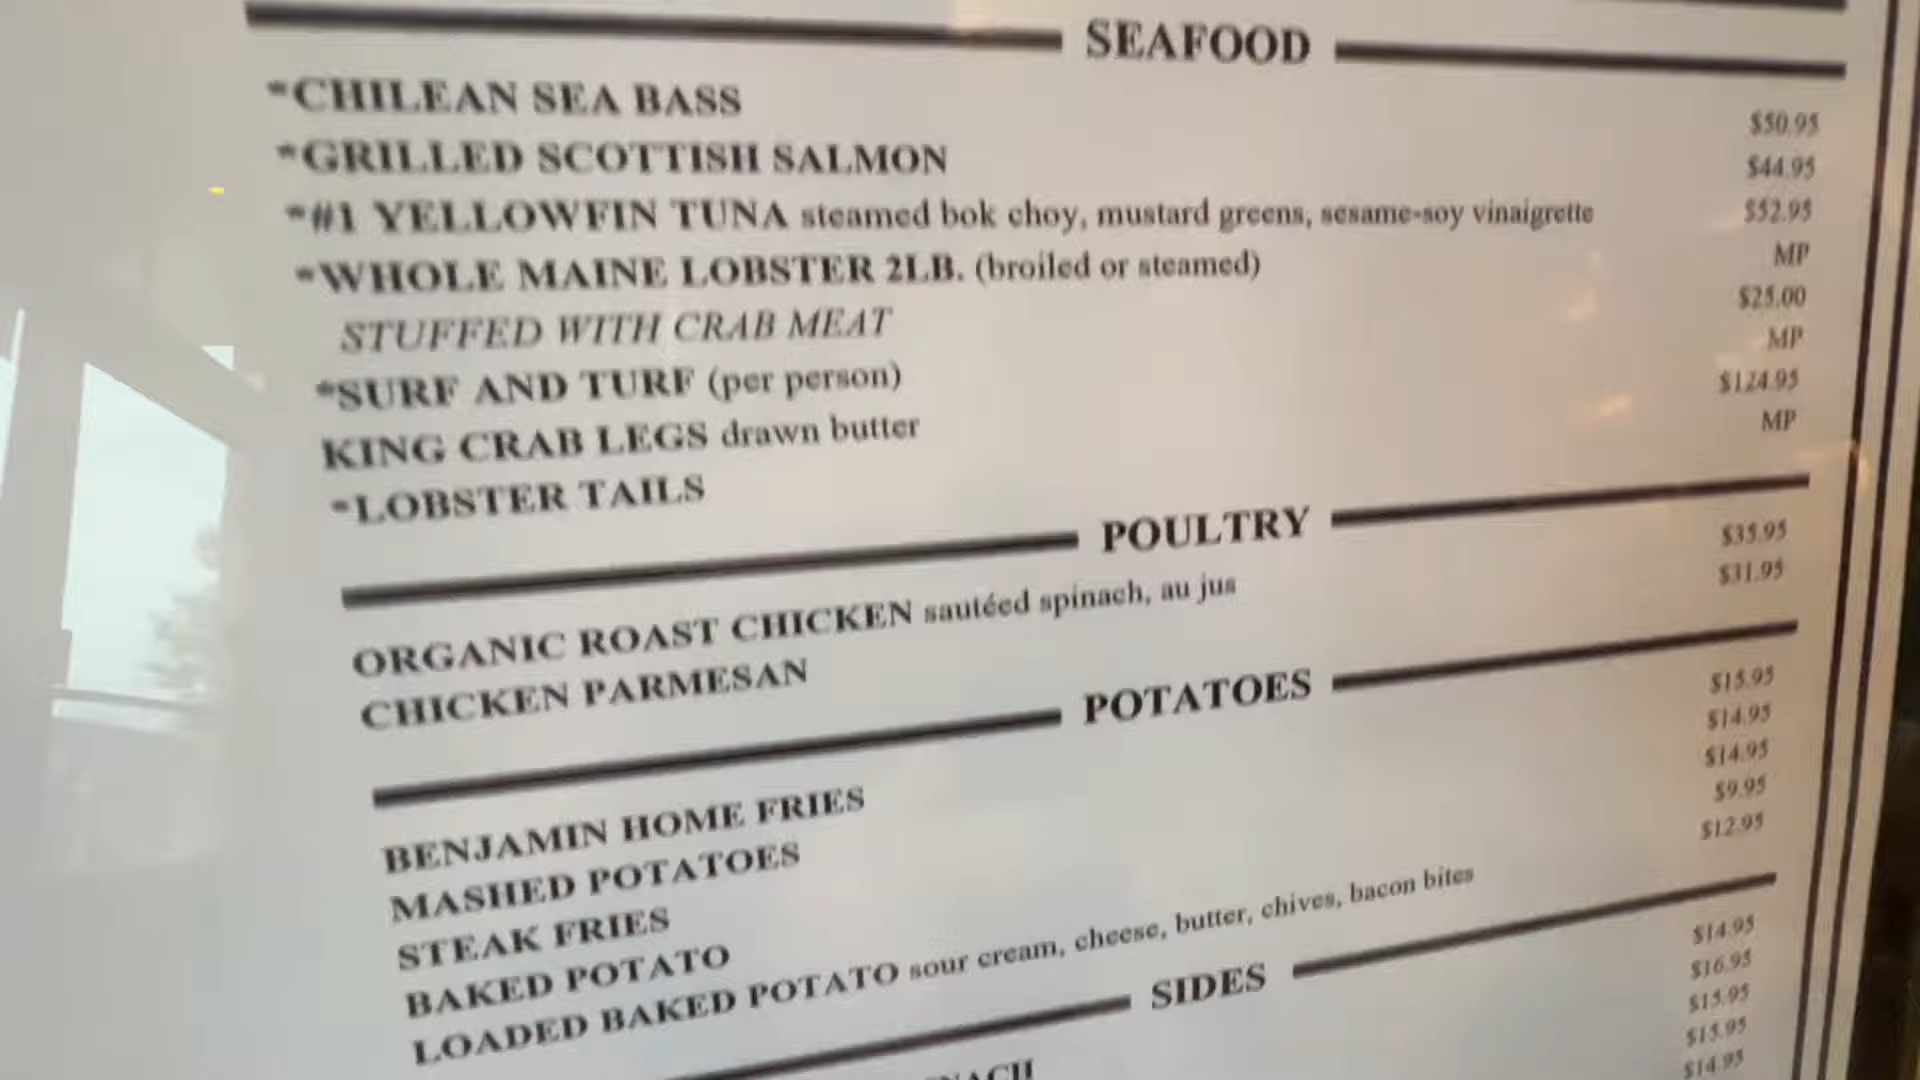 SEAFOOD
*CHILEAN SEA BASS $50.95
*GRILLED SCOTTISH SALMON $44.95
*#1 YELLOWFIN TUNA steamed bok choy, mustard greens, sesame-soy vinaigrette $52.95
*WHOLE MAINE LOBSTER 2LB. (broiled or steamed) MP
STUFFED WITH CRAB MEAT $25.00
*SURF AND TURF (per person) MP
KING CRAB LEGS drawn butter $124.95
*LOBSTER TAILS MP
POULTRY
ORGANIC ROAST CHICKEN sautéed spinach, au jus $35.95
CHICKEN PARMESAN $31.95
POTATOES
BENJAMIN HOME FRIES $15.95
MASHED POTATOES $14.95
STEAK FRIES $14.95
BAKED POTATO $9.95
LOADED BAKED POTATO sour cream, cheese, butter, chives, bacon bites $12.95
SIDES
$14.95
$16.95
$15.95
$15.95
$14.95